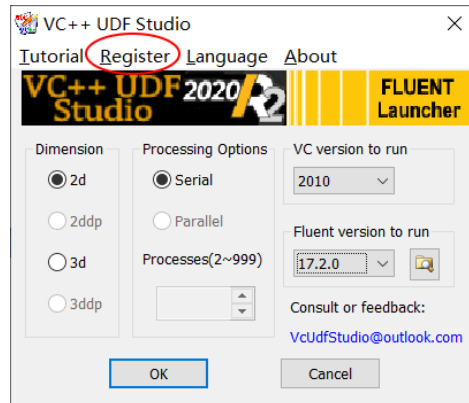 VC++ UDF Studio
Tutorial Register Language About
VC++ UDF 2020 R2
Studio
FLUENT
Launcher
Dimension
2d
2ddp
3d
3ddp
Processing Options
Serial
Parallel
Processes(2~999)
VC version to run
2010
Fluent version to run
17.2.0
Consult or feedback:
VcUdfStudio@outlook.com
OK
Cancel